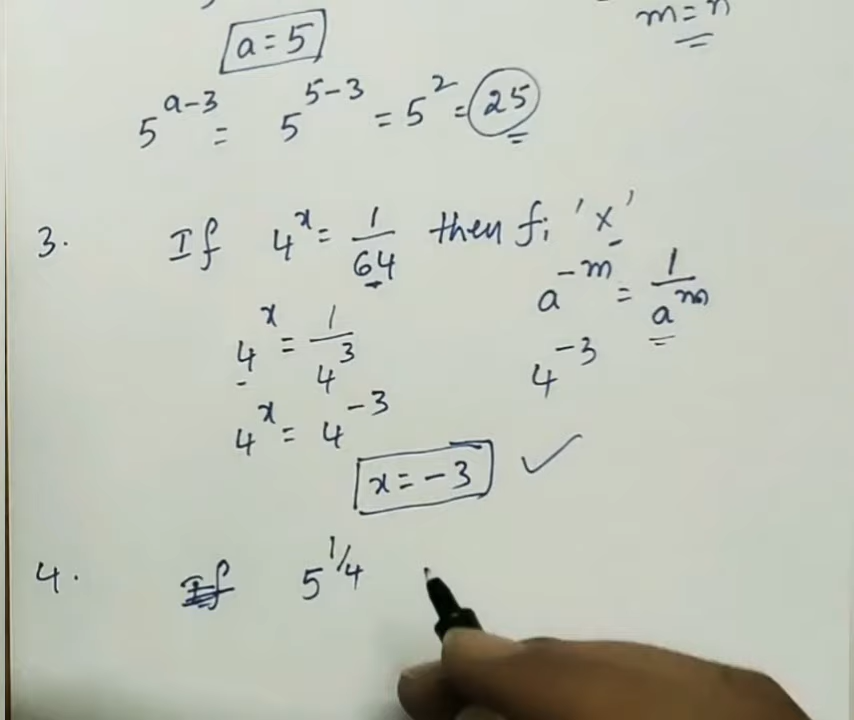 m = n
a = 5
5^{a-3} = 5^{5-3} = 5^2 = 25
3. If 4^x = 1/64 then fi 'x'
a^{-m} = 1/a^m
4^x = 1/4^3
4^{-3}
4^x = 4^{-3}
x = -3 ✓
4. If 5^{1/4}